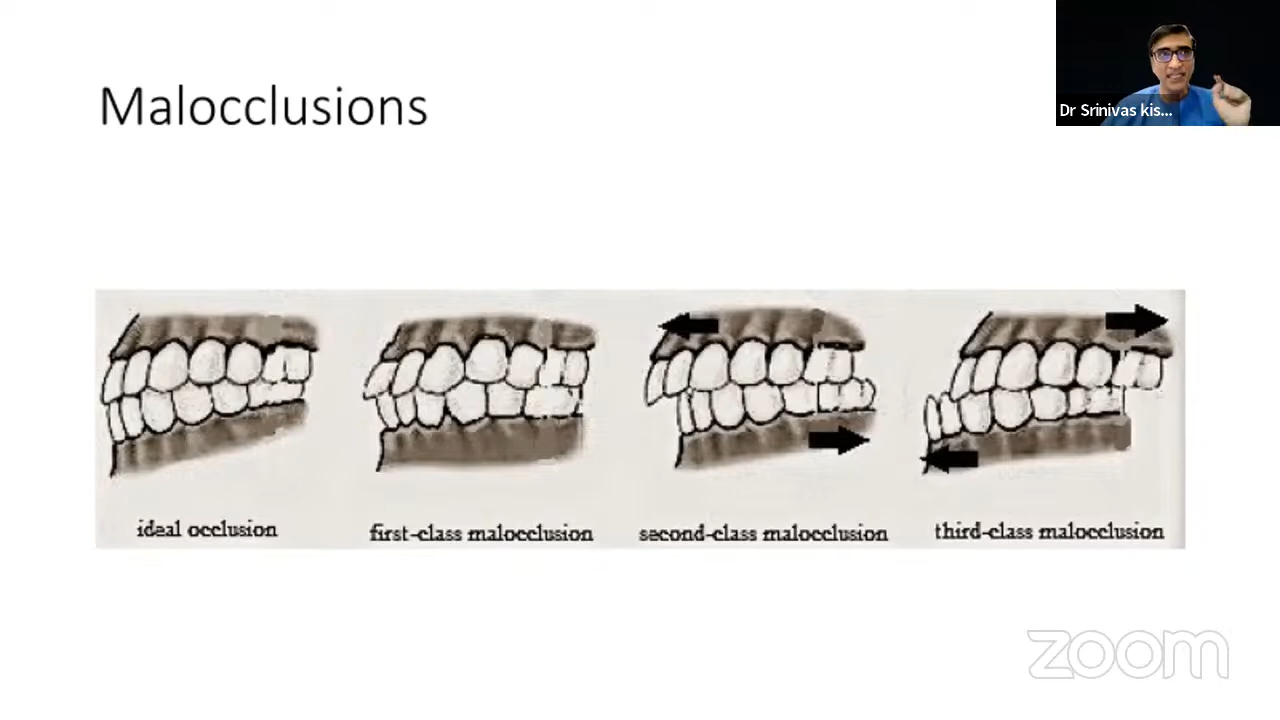 Malocclusions
Dr Srinivas kis...
ideal occlusion
first-class malocclusion
second-class malocclusion
third-class malocclusion
zoom